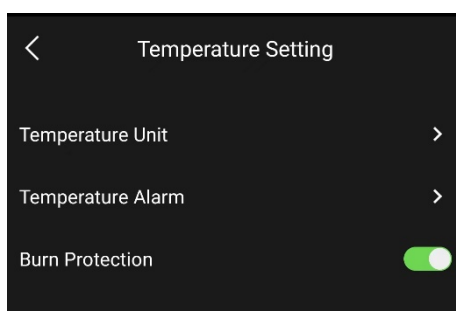 Temperature Setting
Temperature Unit
Temperature Alarm
Burn Protection